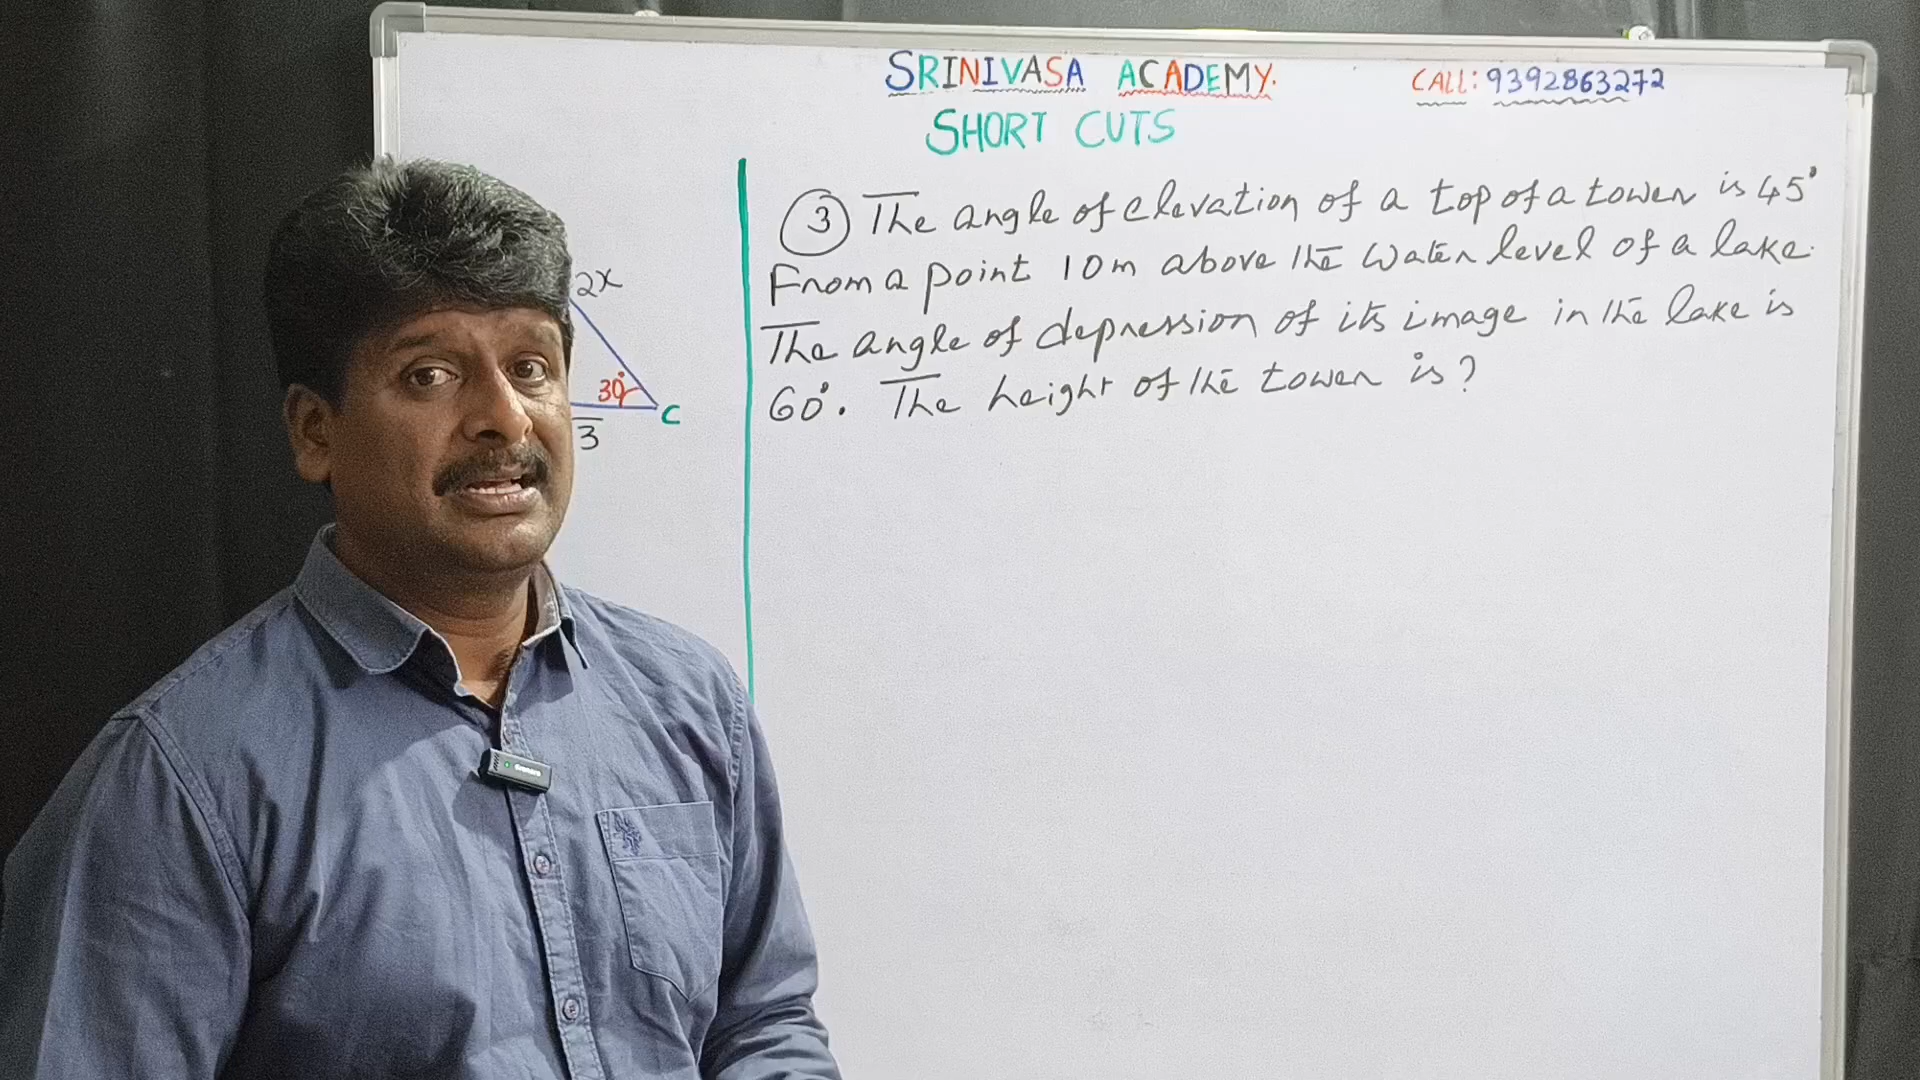 SRINIVASA ACADEMY.
CALL: 9392863272
SHORT CUTS
2x
30°
C
3
③ The angle of elevation of a top of a tower is 45°
From a point 10m above the water level of a lake.
The angle of depression of its image in the lake is
60°. The height of the tower is?